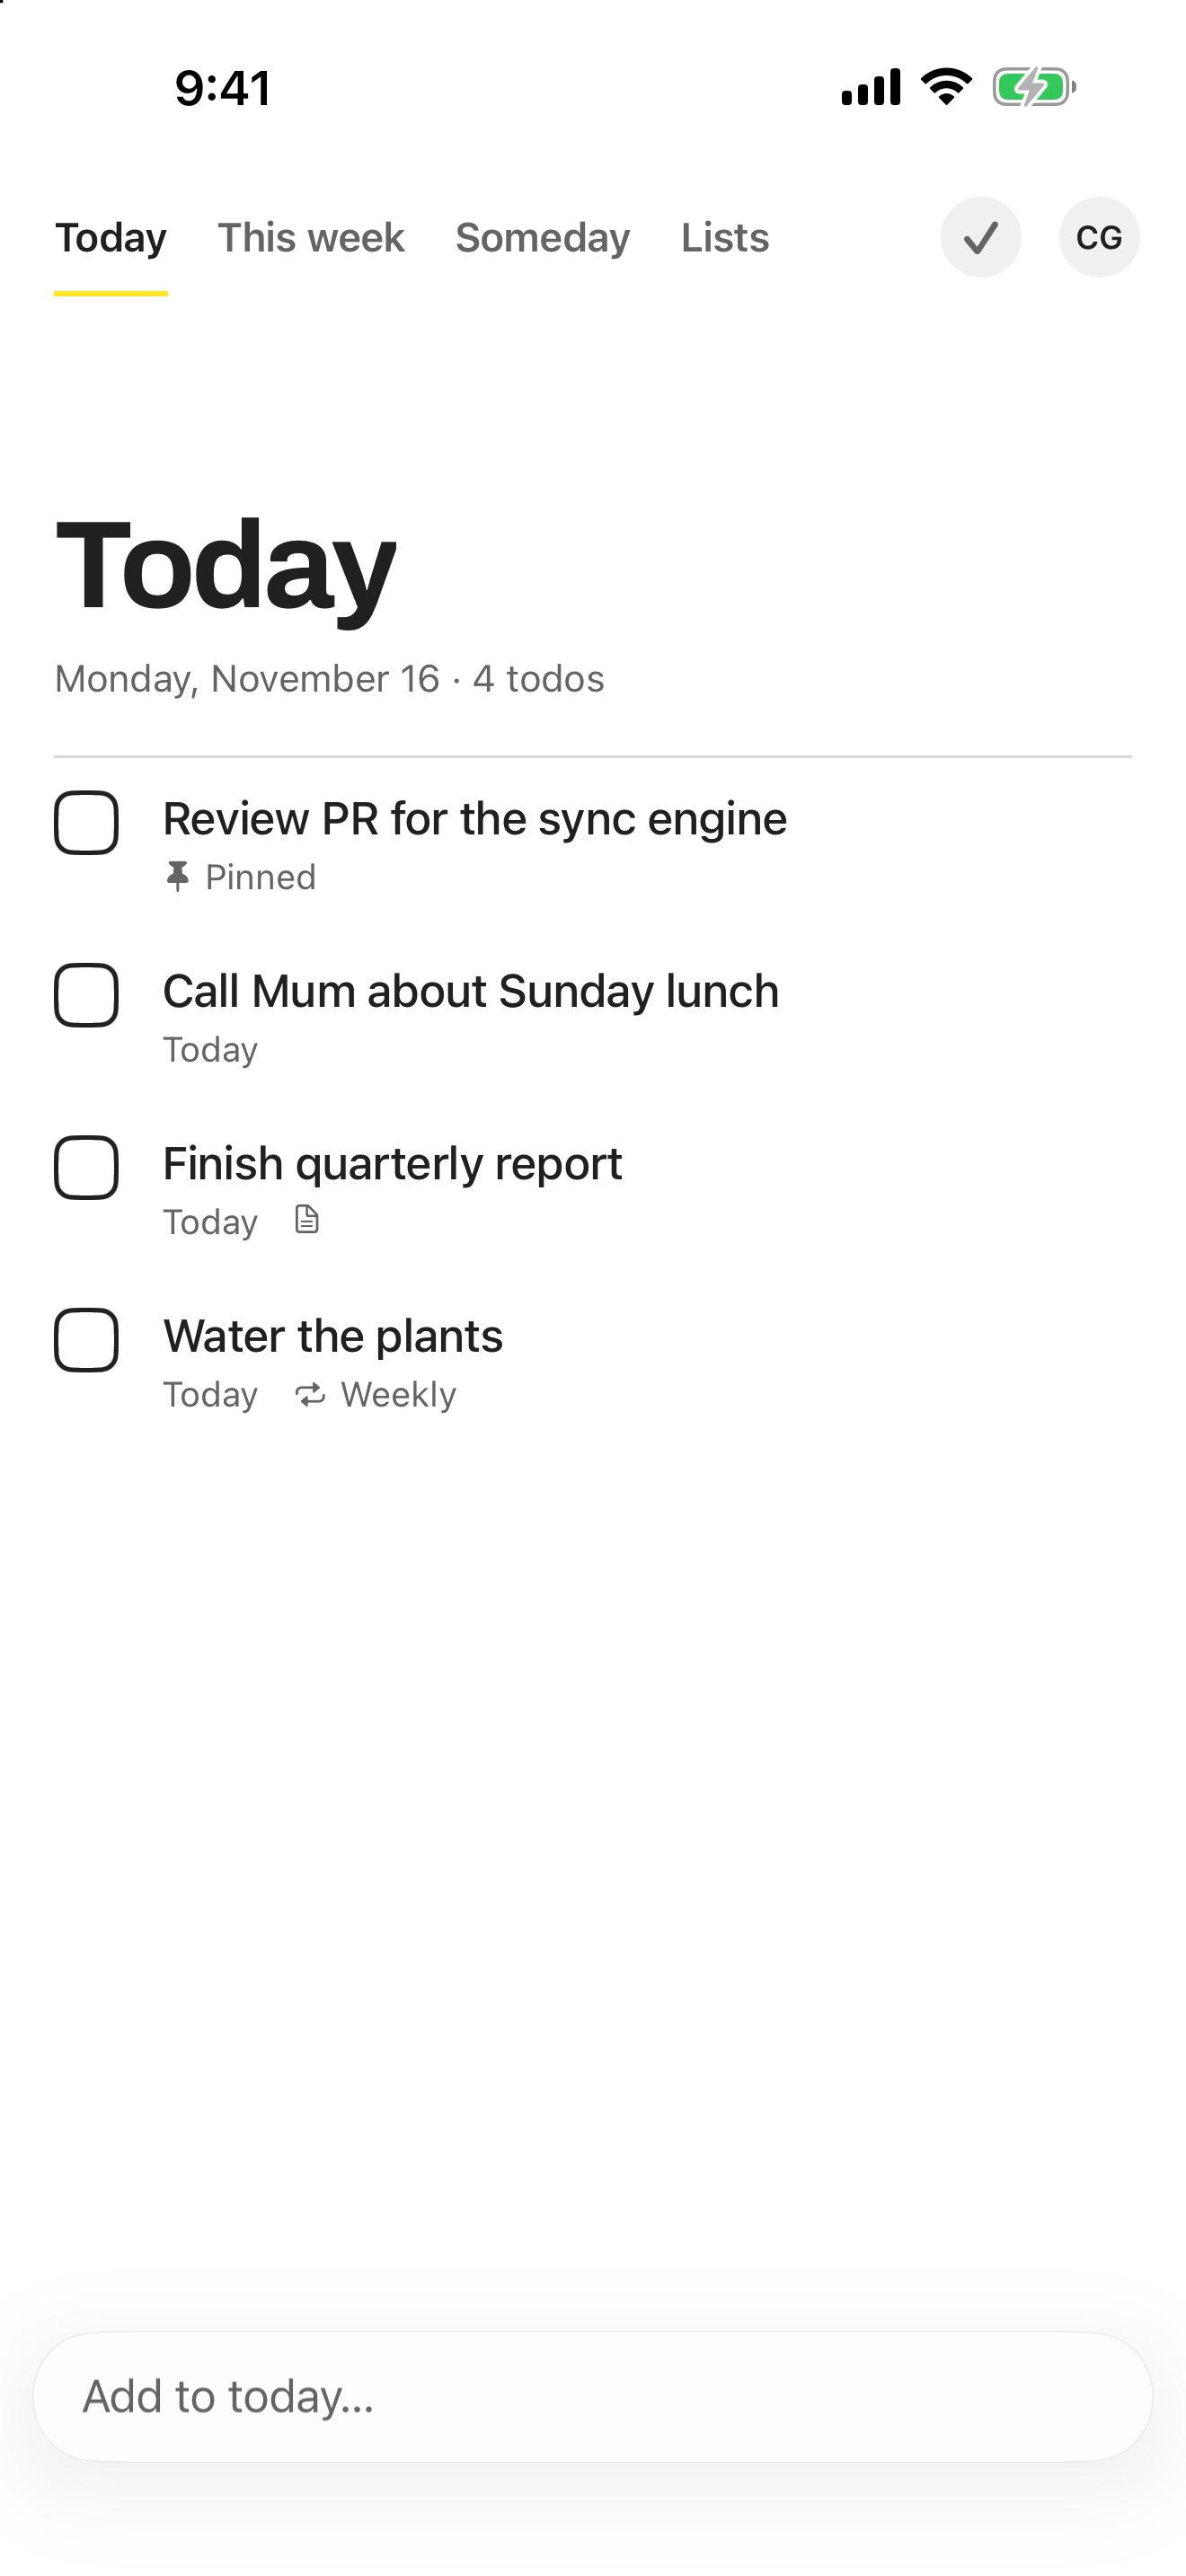 9:41
Today This week Someday Lists CG
Today
Monday, November 16 · 4 todos
Review PR for the sync engine
Pinned
Call Mum about Sunday lunch
Today
Finish quarterly report
Today
Water the plants
Today Weekly
Add to today...